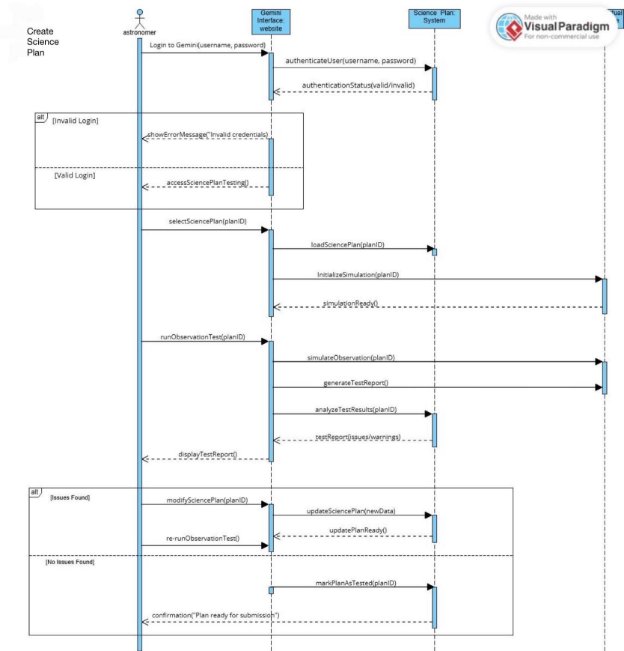 Create
Science
Plan
astronomer
Gemini
Interface
website
Science Plan
System
Made with
VisualParadigm
For non-commercial use
Login to Gemini(username, password)
authenticateUser(username, password)
authenticationStatus(valid/invalid)
alt
[Invalid Login]
showErrorMessage("Invalid credentials)
[Valid Login]
accessSciencePlanTesting()
selectSciencePlan(planID)
loadSciencePlan(planID)
InitializeSimulation(planID)
simulationReady()
runObservationTest(planID)
simulateObservation(planID)
generateTestReport()
analyzeTestResults(planID)
testReport(issues/warnings)
displayTestReport()
alt
[Issues Found]
modifySciencePlan(planID)
updateSciencePlan(newData)
updatePlanReady()
re-runObservationTest()
[No Issues Found]
markPlanAsTested(planID)
confirmation("Plan ready for submission")